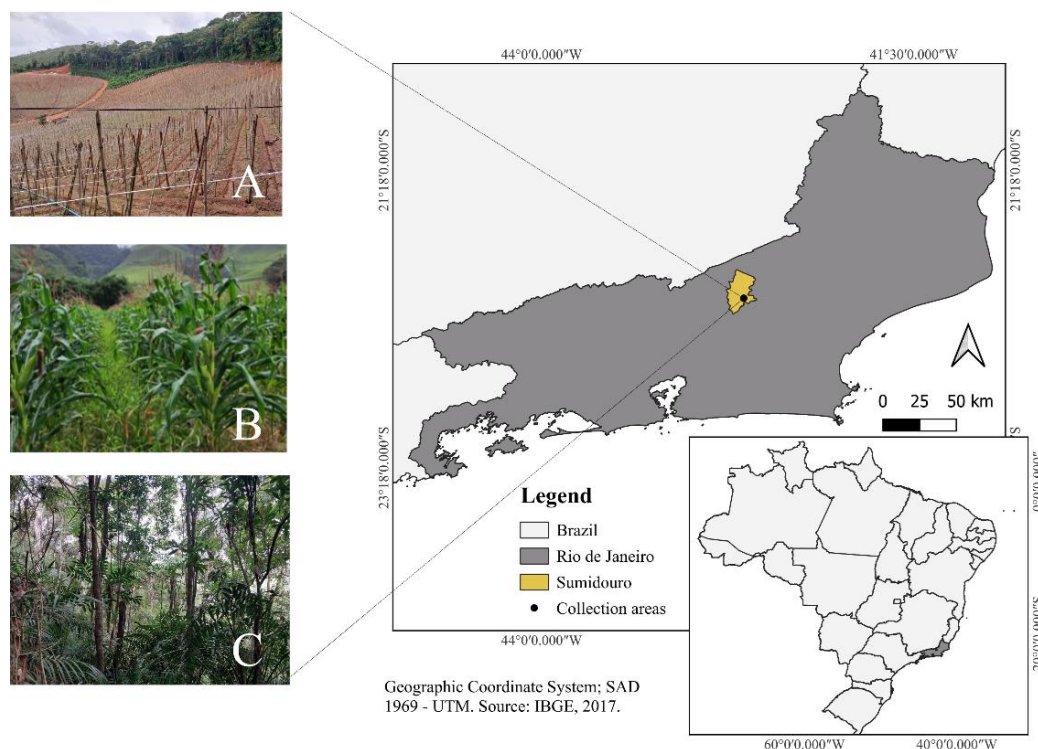 A
B
C
44°0'0.000"W
41°30'0.000"W
21°18'0.000"S
21°18'0.000"S
23°18'0.000"S
0 25 50 km
Legend
Brazil
Rio de Janeiro
Sumidouro
Collection areas
44°0'0.000"W
Geographic Coordinate System; SAD
1969 - UTM. Source: IBGE, 2017.
60°0'0.000"W
40°0'0.000"W